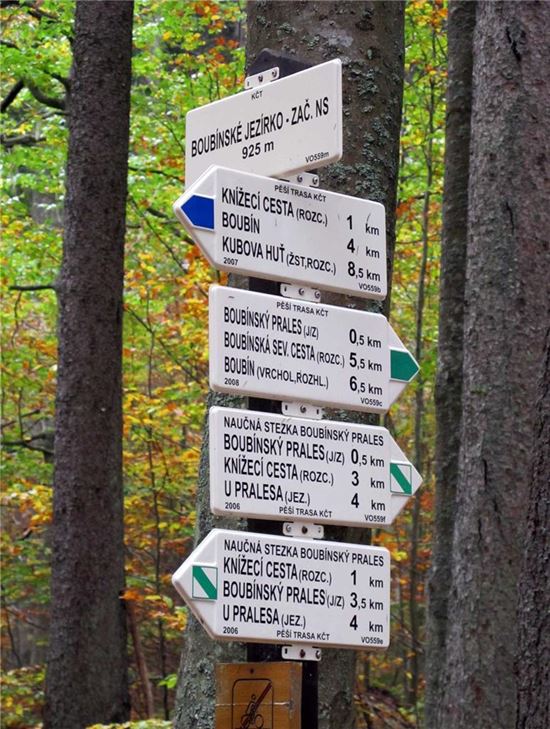 KČT
BOUBÍNSKÉ JEZÍRKO - ZAČ. NS
925 m
VO559m
PĚŠÍ TRASA KČT
KNÍŽECÍ CESTA (ROZC.) 1 km
BOUBÍN 4 km
KUBOVA HUŤ (ŽST,ROZC.) 8,5 km
2007 VO559b
PĚŠÍ TRASA KČT
BOUBÍNSKÝ PRALES (J/Z) 0,5 km
BOUBÍNSKÁ SEV. CESTA (ROZC.) 5,5 km
BOUBÍN (VRCHOL,ROZHL.) 6,5 km
2008 VO559c
NAUČNÁ STEZKA BOUBÍNSKÝ PRALES
BOUBÍNSKÝ PRALES (J/Z) 0,5 km
KNÍŽECÍ CESTA (ROZC.) 3 km
U PRALESA (JEZ.) 4 km
2006 PĚŠÍ TRASA KČT VO559f
NAUČNÁ STEZKA BOUBÍNSKÝ PRALES
KNÍŽECÍ CESTA (ROZC.) 1 km
BOUBÍNSKÝ PRALES (J/Z) 3,5 km
U PRALESA (JEZ.) 4 km
2006 PĚŠÍ TRASA KČT VO559e